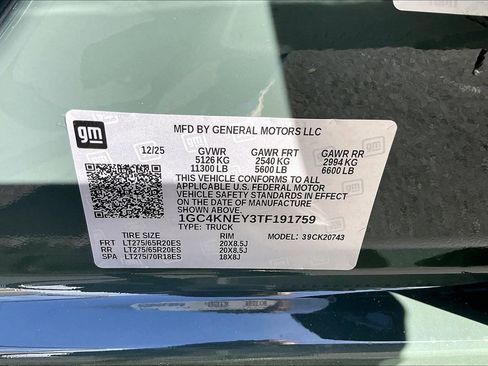 gm
MFD BY GENERAL MOTORS LLC
12/25 GVWR GAWR FRT GAWR RR
5126 KG 2540 KG 2994 KG
11300 LB 5600 LB 6600 LB
THIS VEHICLE CONFORMS TO ALL
APPLICABLE U.S. FEDERAL MOTOR
VEHICLE SAFETY STANDARDS IN EFFECT
ON THE DATE OF MANUFACTURE SHOWN ABOVE.
1GC4KNEY3TF191759
TYPE: TRUCK
TIRE SIZE RIM MODEL: 39CK20743
FRT LT275/65R20ES 20X8.5J
RR LT275/65R20ES 20X8.5J
SPA LT275/70R18ES 18X8J